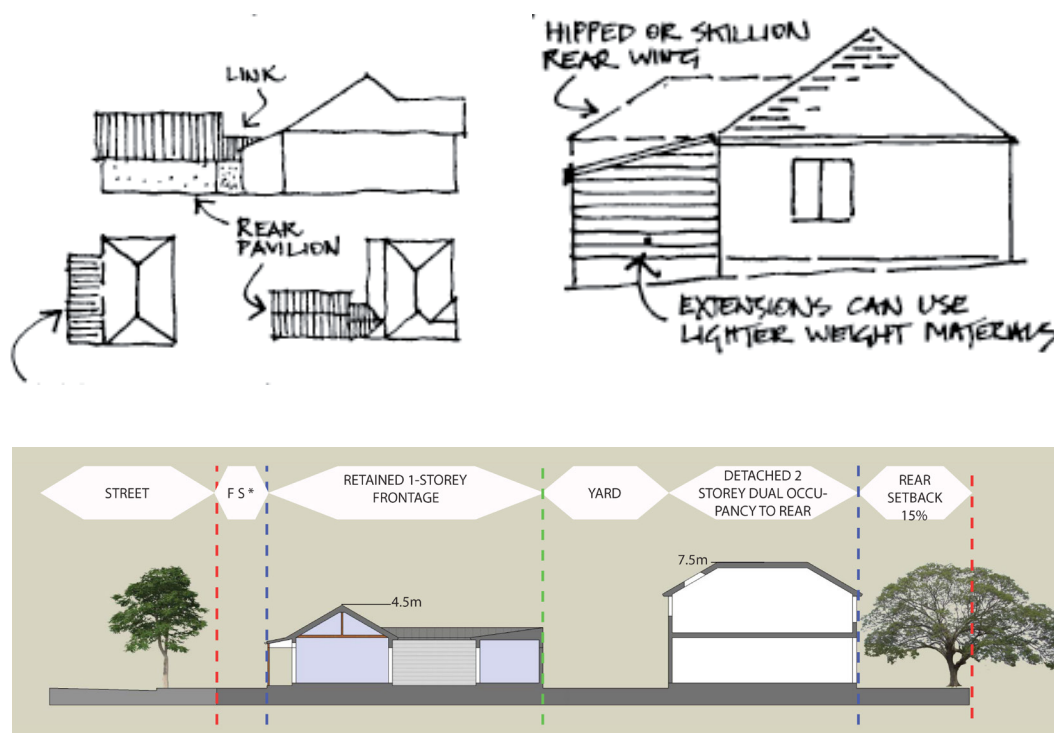 LINK
REAR
PAVILION
HIPPED OR SKILLION
REAR WING
EXTENSIONS CAN USE
LIGHTER WEIGHT MATERIALS
STREET
F S *
RETAINED 1-STOREY
FRONTAGE
YARD
DETACHED 2
STOREY DUAL OCCU-
PANCY TO REAR
REAR
SETBACK
15%
4.5m
7.5m